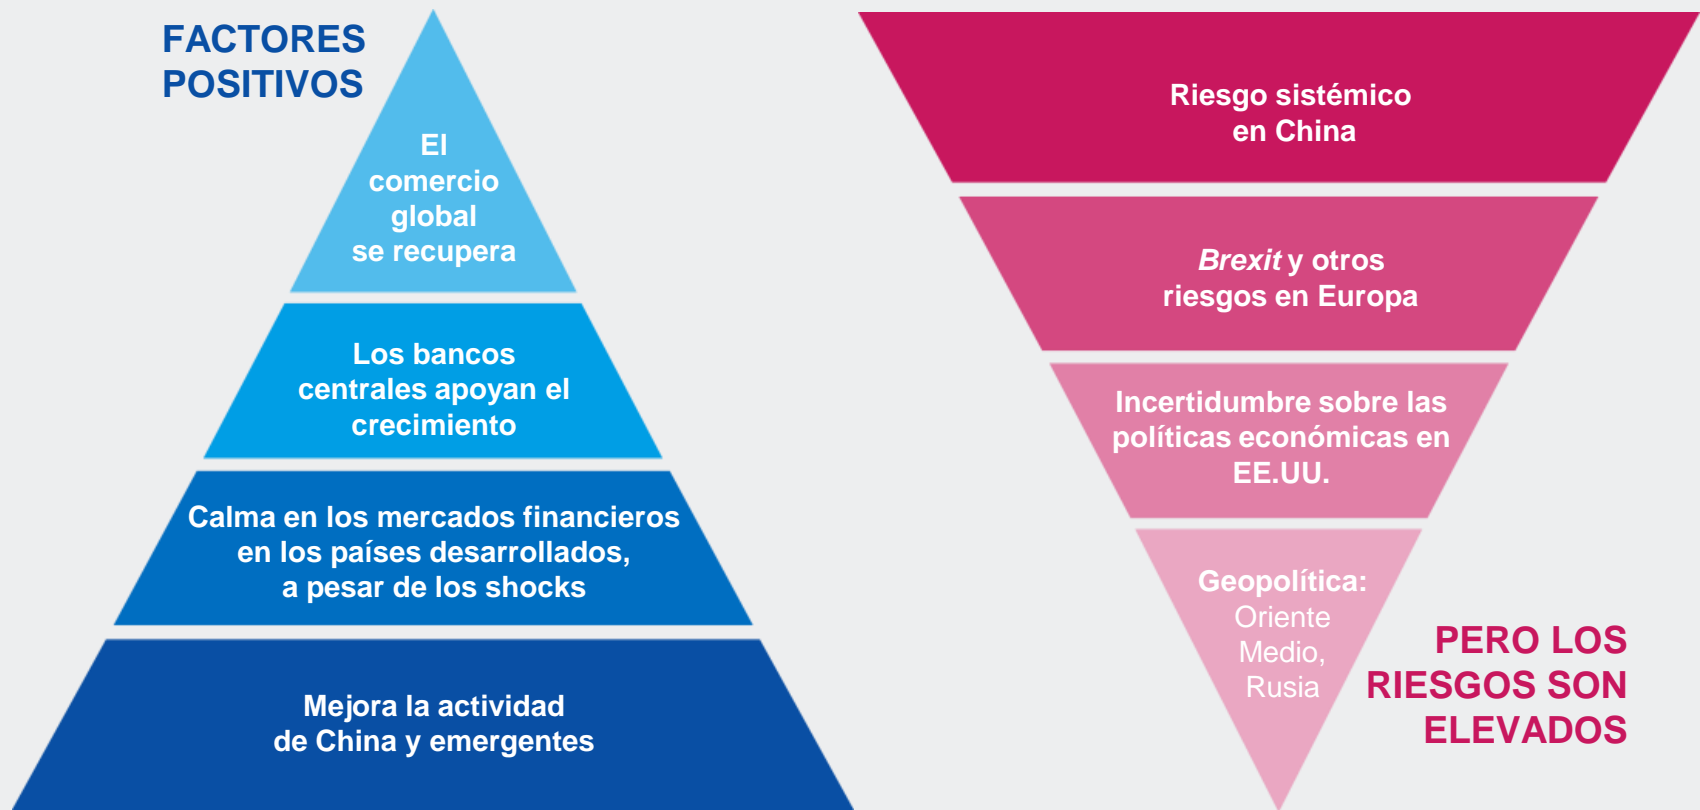 FACTORES
POSITIVOS
El
comercio
global
se recupera
Los bancos
centrales apoyan el
crecimiento
Calma en los mercados financieros
en los países desarrollados,
a pesar de los shocks
Mejora la actividad
de China y emergentes
Riesgo sistémico
en China
Brexit y otros
riesgos en Europa
Incertidumbre sobre las
políticas económicas en
EE.UU.
Geopolítica:
Oriente
Medio,
Rusia
PERO LOS
RIESGOS SON
ELEVADOS